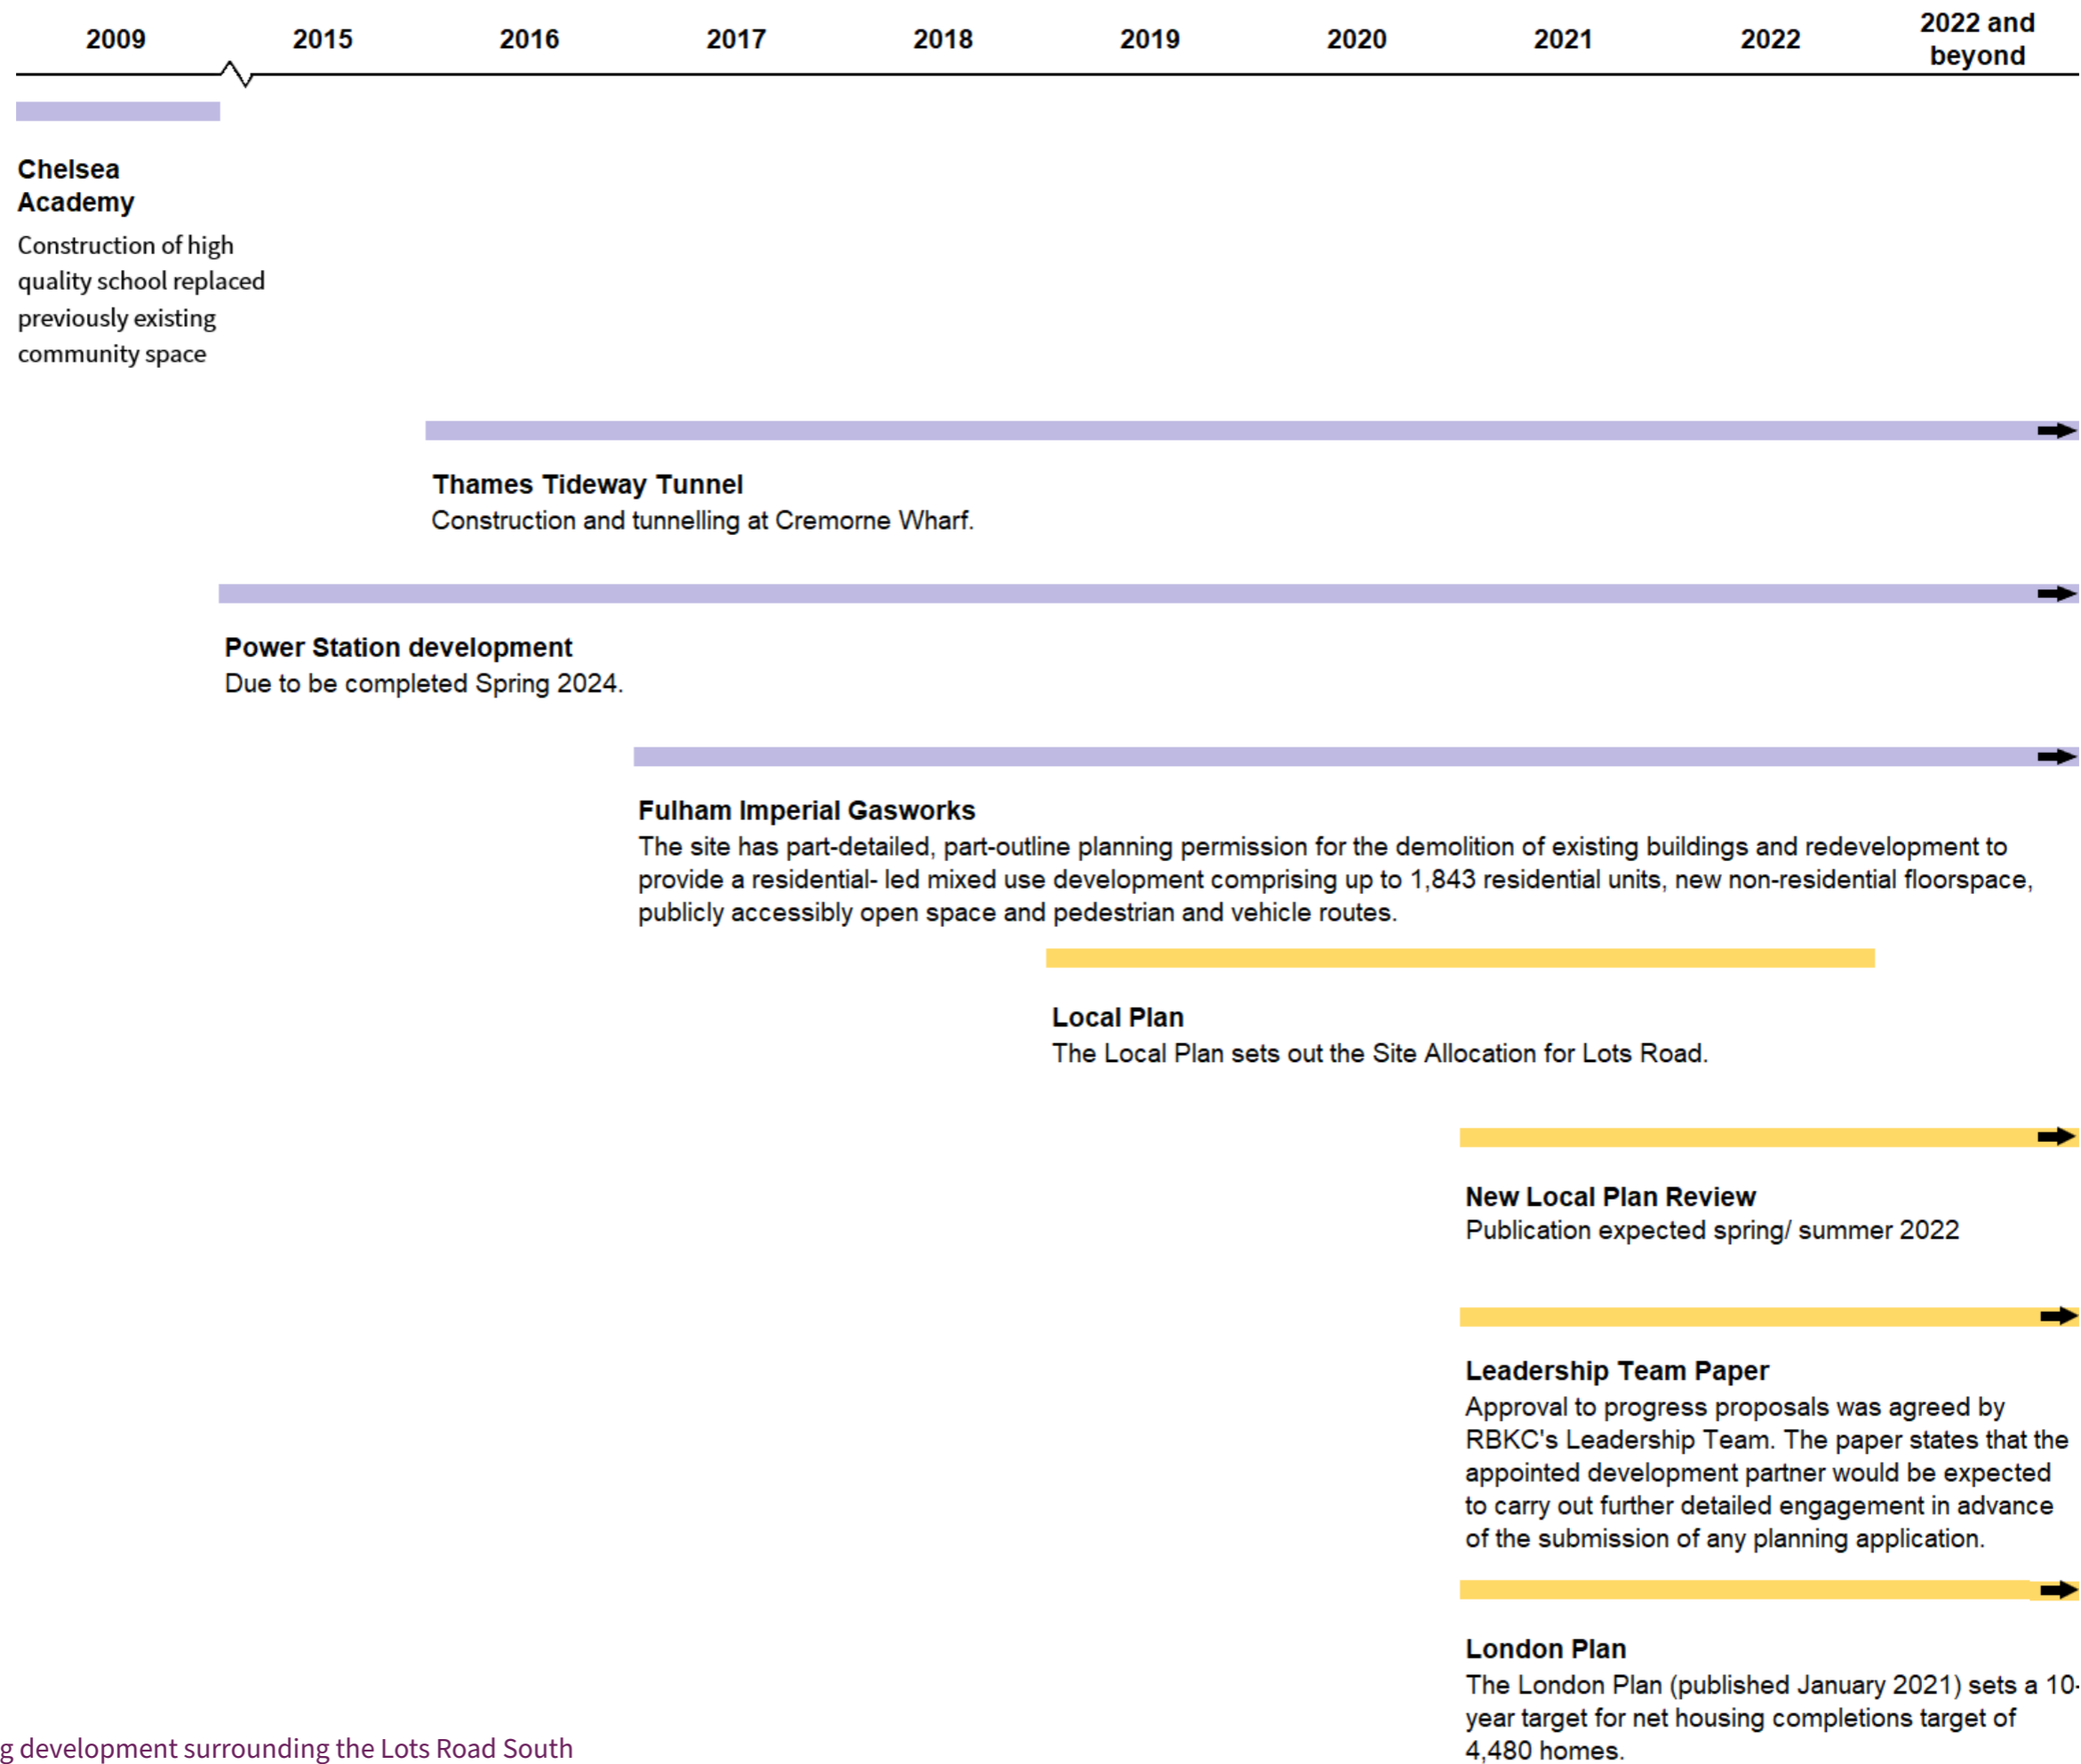 2009 2015 2016 2017 2018 2019 2020 2021 2022 2022 and
beyond
Chelsea
Academy
Construction of high
quality school replaced
previously existing
community space
Thames Tideway Tunnel
Construction and tunnelling at Cremorne Wharf.
Power Station development
Due to be completed Spring 2024.
Fulham Imperial Gasworks
The site has part-detailed, part-outline planning permission for the demolition of existing buildings and redevelopment to
provide a residential- led mixed use development comprising up to 1,843 residential units, new non-residential floorspace,
publicly accessibly open space and pedestrian and vehicle routes.
Local Plan
The Local Plan sets out the Site Allocation for Lots Road.
New Local Plan Review
Publication expected spring/ summer 2022
Leadership Team Paper
Approval to progress proposals was agreed by
RBKC's Leadership Team. The paper states that the
appointed development partner would be expected
to carry out further detailed engagement in advance
of the submission of any planning application.
London Plan
The London Plan (published January 2021) sets a 10-
year target for net housing completions target of
4,480 homes.
g development surrounding the Lots Road South